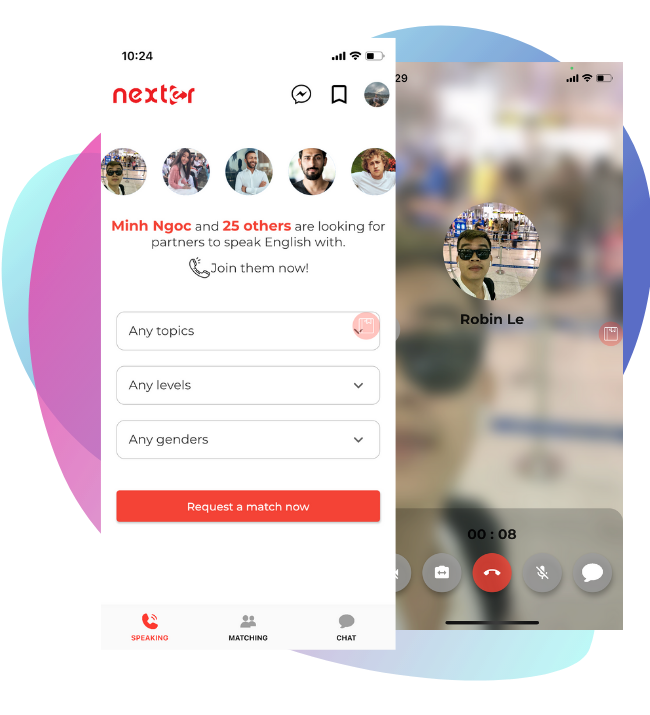 10:24
nexter
Minh Ngoc and 25 others are looking for
partners to speak English with.
Join them now!
Any topics
Any levels
Any genders
Request a match now
SPEAKING
MATCHING
CHAT
29
Robin Le
00 : 08